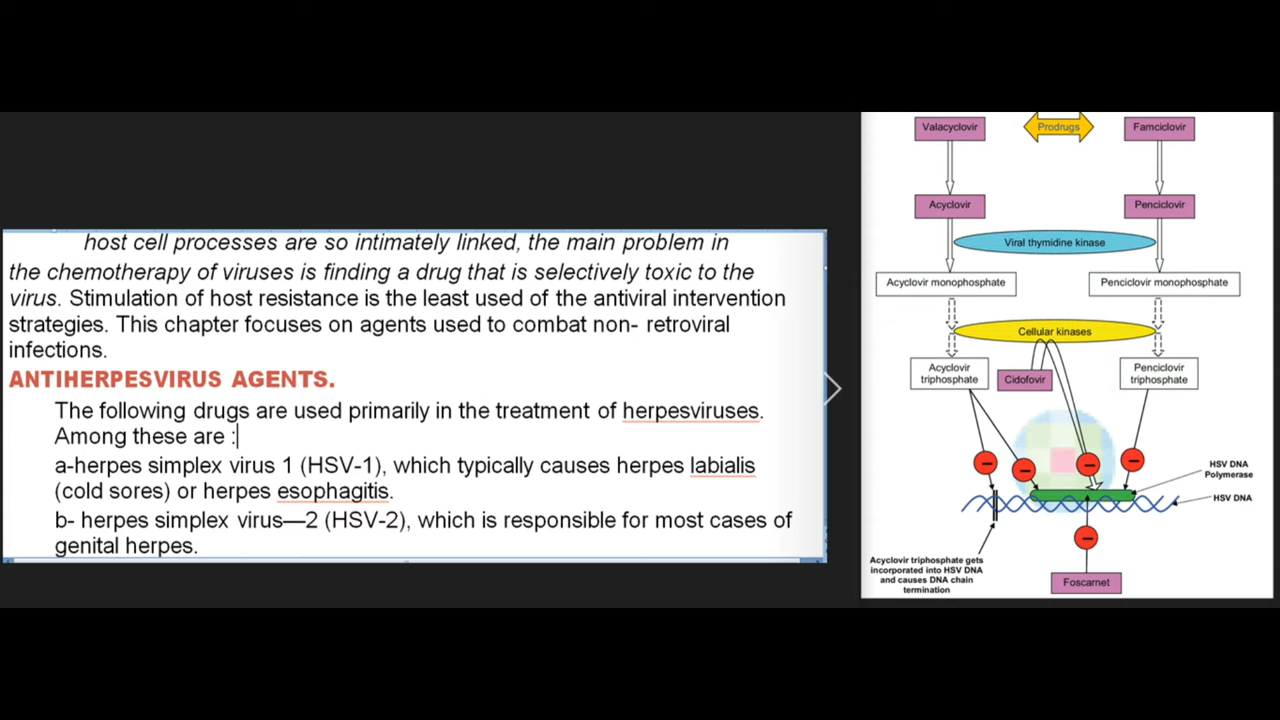 host cell processes are so intimately linked, the main problem in
the chemotherapy of viruses is finding a drug that is selectively toxic to the
virus. Stimulation of host resistance is the least used of the antiviral intervention
strategies. This chapter focuses on agents used to combat non- retroviral
infections.
ANTIHERPESVIRUS AGENTS.
The following drugs are used primarily in the treatment of herpesviruses.
Among these are :
a-herpes simplex virus 1 (HSV-1), which typically causes herpes labialis
(cold sores) or herpes esophagitis.
b- herpes simplex virus—2 (HSV-2), which is responsible for most cases of
genital herpes.
Valacyclovir
Prodrugs
Famciclovir
Acyclovir
Penciclovir
Viral thymidine kinase
Acyclovir monophosphate
Penciclovir monophosphate
Cellular kinases
Acyclovir
triphosphate
Cidofovir
Penciclovir
triphosphate
HSV DNA
Polymerase
HSV DNA
Acyclovir triphosphate gets
incorporated into HSV DNA
and causes DNA chain
termination
Foscarnet